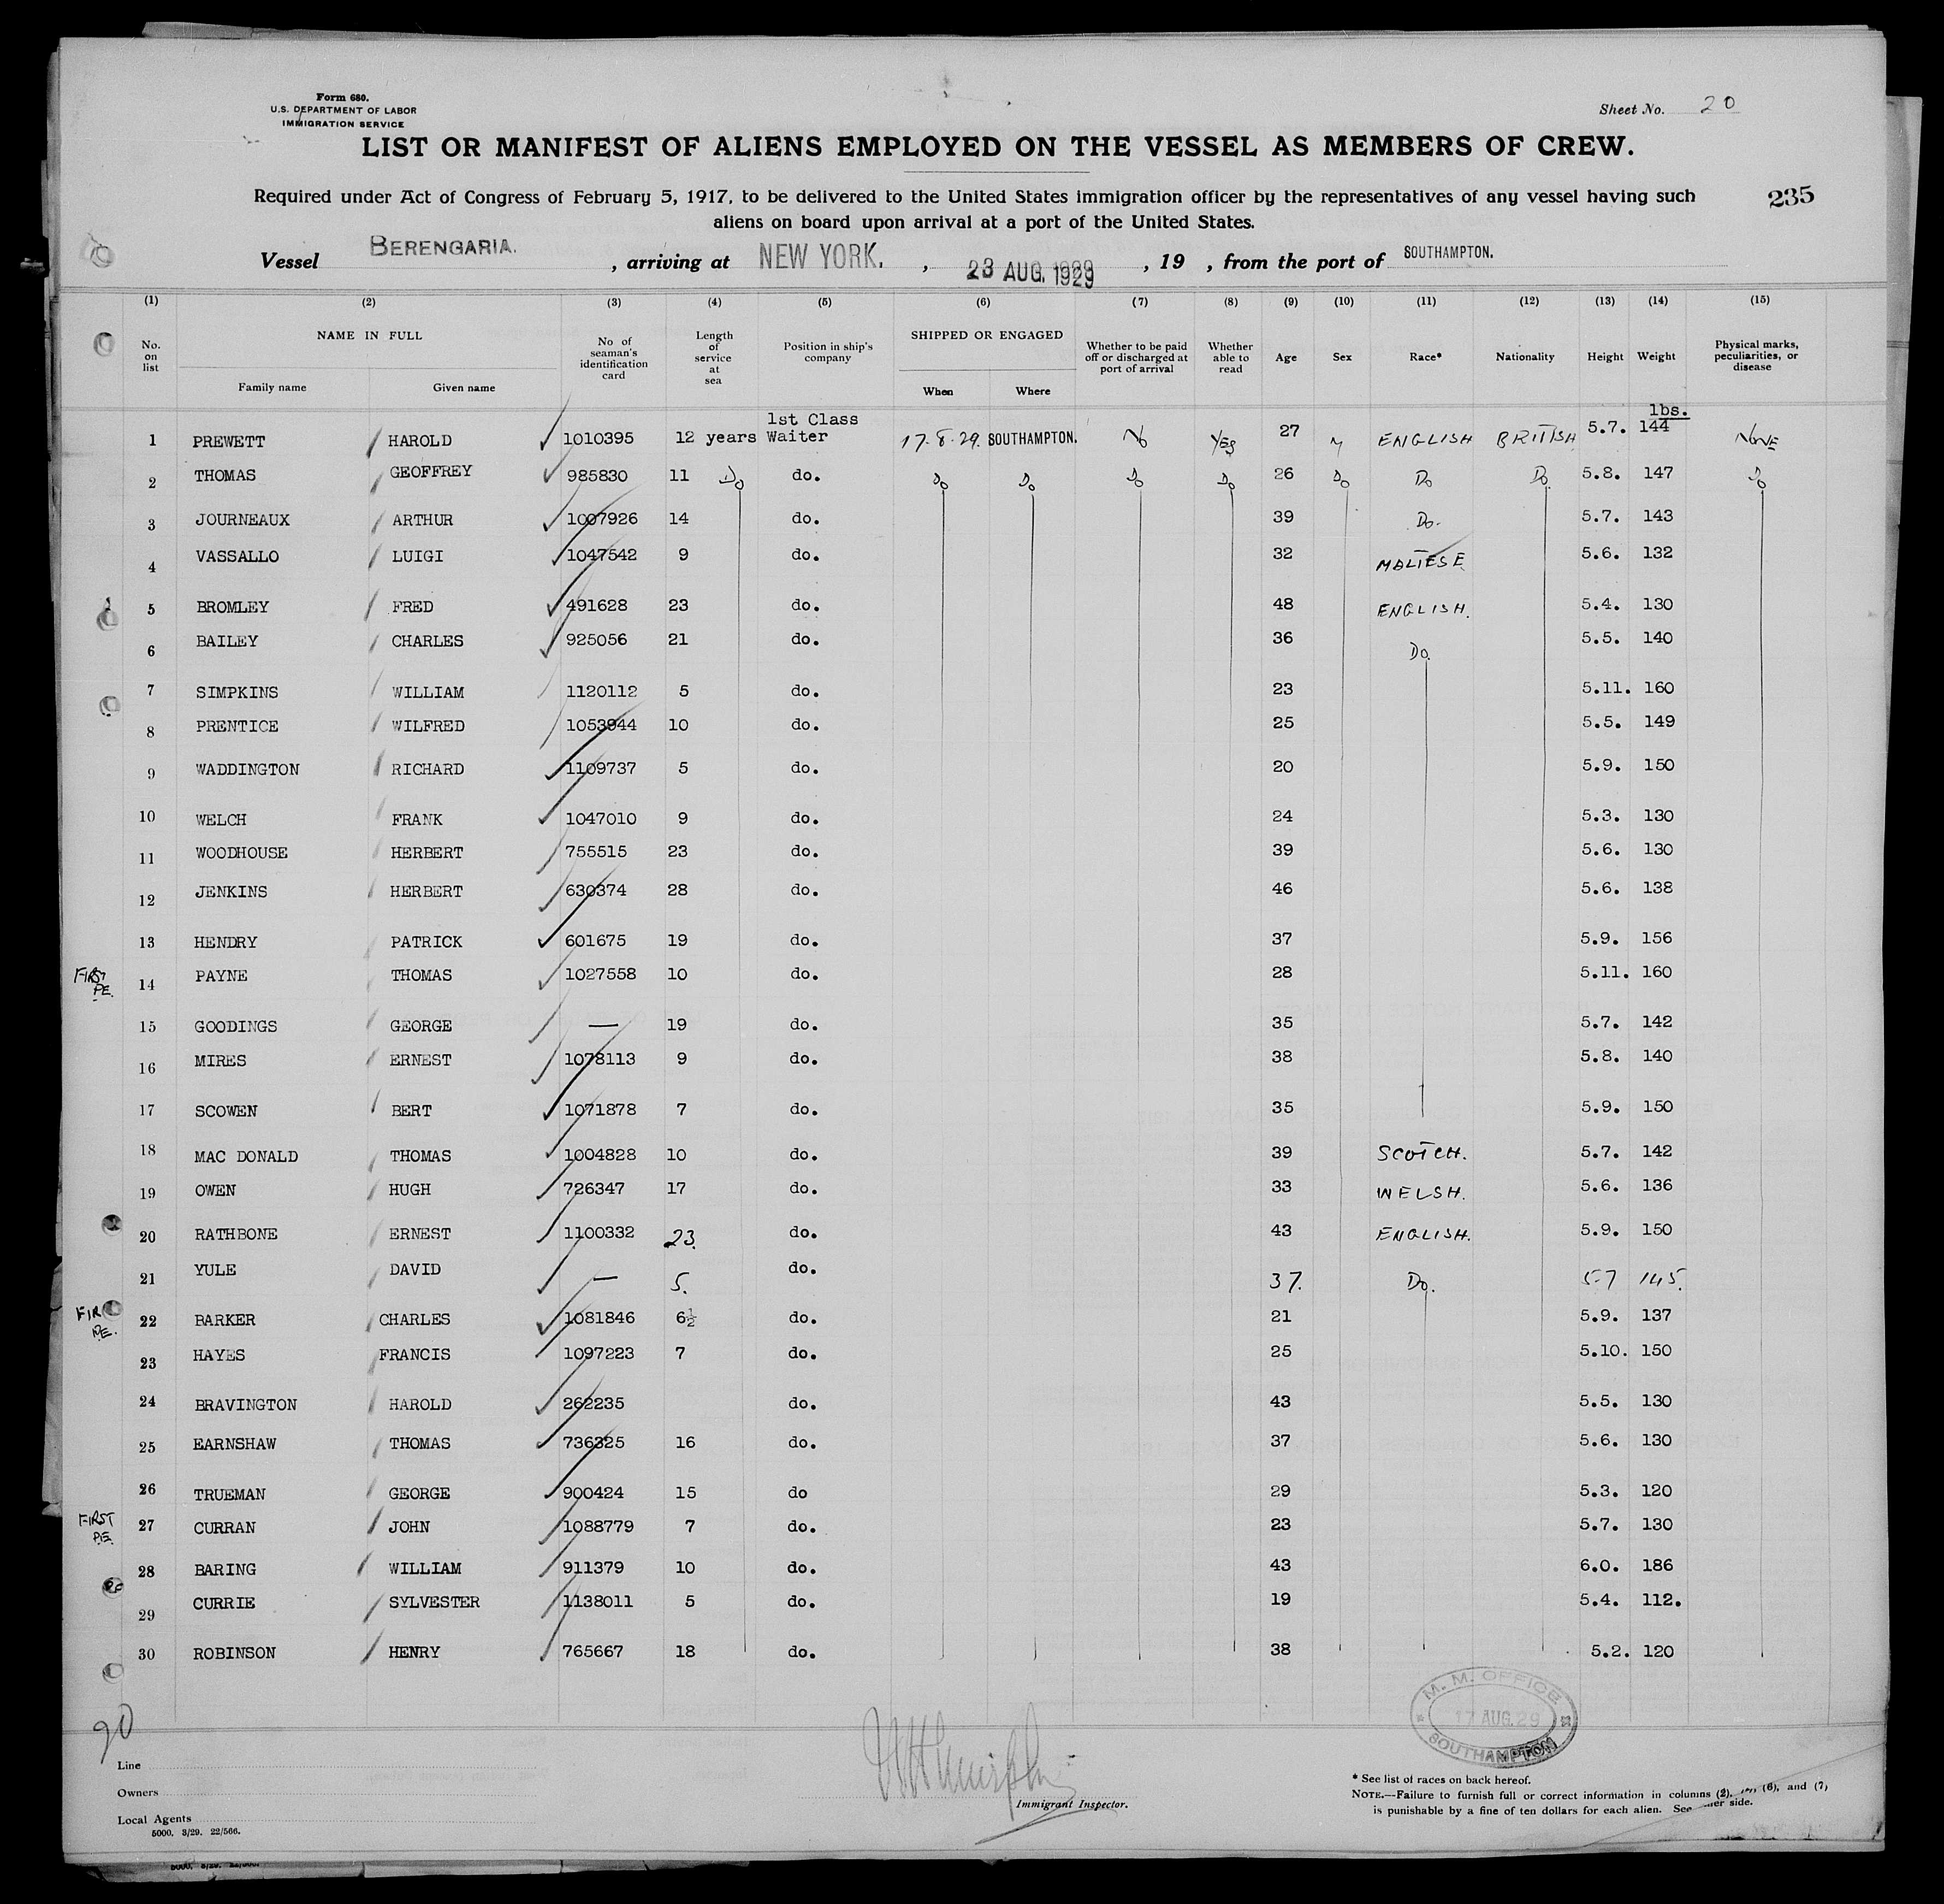 Form 680.
U.S. DEPARTMENT OF LABOR
IMMIGRATION SERVICE
Sheet No. 20
LIST OR MANIFEST OF ALIENS EMPLOYED ON THE VESSEL AS MEMBERS OF CREW.
Required under Act of Congress of February 5, 1917, to be delivered to the United States immigration officer by the representatives of any vessel having such
aliens on board upon arrival at a port of the United States.
235
Vessel BERENGARIA. , arriving at NEW YORK. , 23 AUG. 1929 , 19 , from the port of SOUTHAMPTON.
(1) (2) (3) (4) (5) (6) (7) (8) (9) (10) (11) (12) (13) (14) (15)
No. on list NAME IN FULL Family name Given name No of seaman's identification card Length of service at sea Position in ship's company SHIPPED OR ENGAGED When Where Whether to be paid off or discharged at port of arrival Whether able to read Age Sex Race* Nationality Height Weight Physical marks, peculiarities, or disease
lbs.
1st Class
1 PREWETT HAROLD 1010395 12 years Waiter 17.8.29. SOUTHAMPTON. No YES 27 M ENGLISH BRITISH 5.7. 144 NONE
2 THOMAS GEOFFREY 985830 11 Do do. Do Do Do Do 26 Do Do Do. 5.8. 147 Do
3 JOURNEAUX ARTHUR 1007926 14 do. 39 Do. 5.7. 143
4 VASSALLO LUIGI 1047542 9 do. 32 MALTESE 5.6. 132
5 BROMLEY FRED 491628 23 do. 48 ENGLISH. 5.4. 130
6 BAILEY CHARLES 925056 21 do. 36 Do. 5.5. 140
7 SIMPKINS WILLIAM 1120112 5 do. 23 5.11. 160
8 PRENTICE WILFRED 1053944 10 do. 25 5.5. 149
9 WADDINGTON RICHARD 1109737 5 do. 20 5.9. 150
10 WELCH FRANK 1047010 9 do. 24 5.3. 130
11 WOODHOUSE HERBERT 755515 23 do. 39 5.6. 130
12 JENKINS HERBERT 630374 28 do. 46 5.6. 138
13 HENDRY PATRICK 601675 19 do. 37 5.9. 156
FIRST P.E. 14 PAYNE THOMAS 1027558 10 do. 28 5.11. 160
15 GOODINGS GEORGE — 19 do. 35 5.7. 142
16 MIRES ERNEST 1078113 9 do. 38 5.8. 140
17 SCOWEN BERT 1071878 7 do. 35 5.9. 150
18 MAC DONALD THOMAS 1004828 10 do. 39 SCOTCH. 5.7. 142
19 OWEN HUGH 726347 17 do. 33 WELSH. 5.6. 136
20 RATHBONE ERNEST 1100332 23. do. 43 ENGLISH. 5.9. 150
21 YULE DAVID — 5. do. 37. Do. 5.7 145.
FIRST P.E. 22 BARKER CHARLES 1081846 6½ do. 21 5.9. 137
23 HAYES FRANCIS 1097223 7 do. 25 5.10. 150
24 BRAVINGTON HAROLD 262235 do. 43 5.5. 130
25 EARNSHAW THOMAS 736325 16 do. 37 5.6. 130
26 TRUEMAN GEORGE 900424 15 do 29 5.3. 120
FIRST P.E. 27 CURRAN JOHN 1088779 7 do. 23 5.7. 130
28 BARING WILLIAM 911379 10 do. 43 6.0. 186
29 CURRIE SYLVESTER 1138011 5 do. 19 5.4. 112.
30 ROBINSON HENRY 765667 18 do. 38 5.2. 120
M. M. OFFICE
17 AUG. 29
SOUTHAMPTON
90
Line
Owners
Local Agents
5000. 3/29. 22/566.
Immigrant Inspector.
* See list of races on back hereof.
NOTE.—Failure to furnish full or correct information in columns (2), (6), and (7)
is punishable by a fine of ten dollars for each alien. See side.